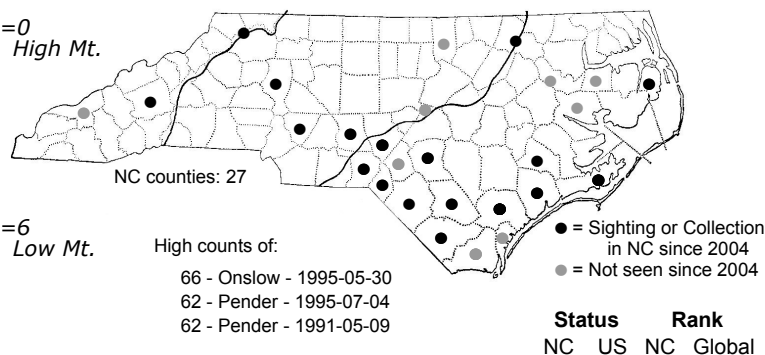 =0
High Mt.
NC counties: 27
=6
Low Mt.
High counts of:
66 - Onslow - 1995-05-30
62 - Pender - 1995-07-04
62 - Pender - 1991-05-09
= Sighting or Collection
in NC since 2004
= Not seen since 2004
Status Rank
NC US NC Global